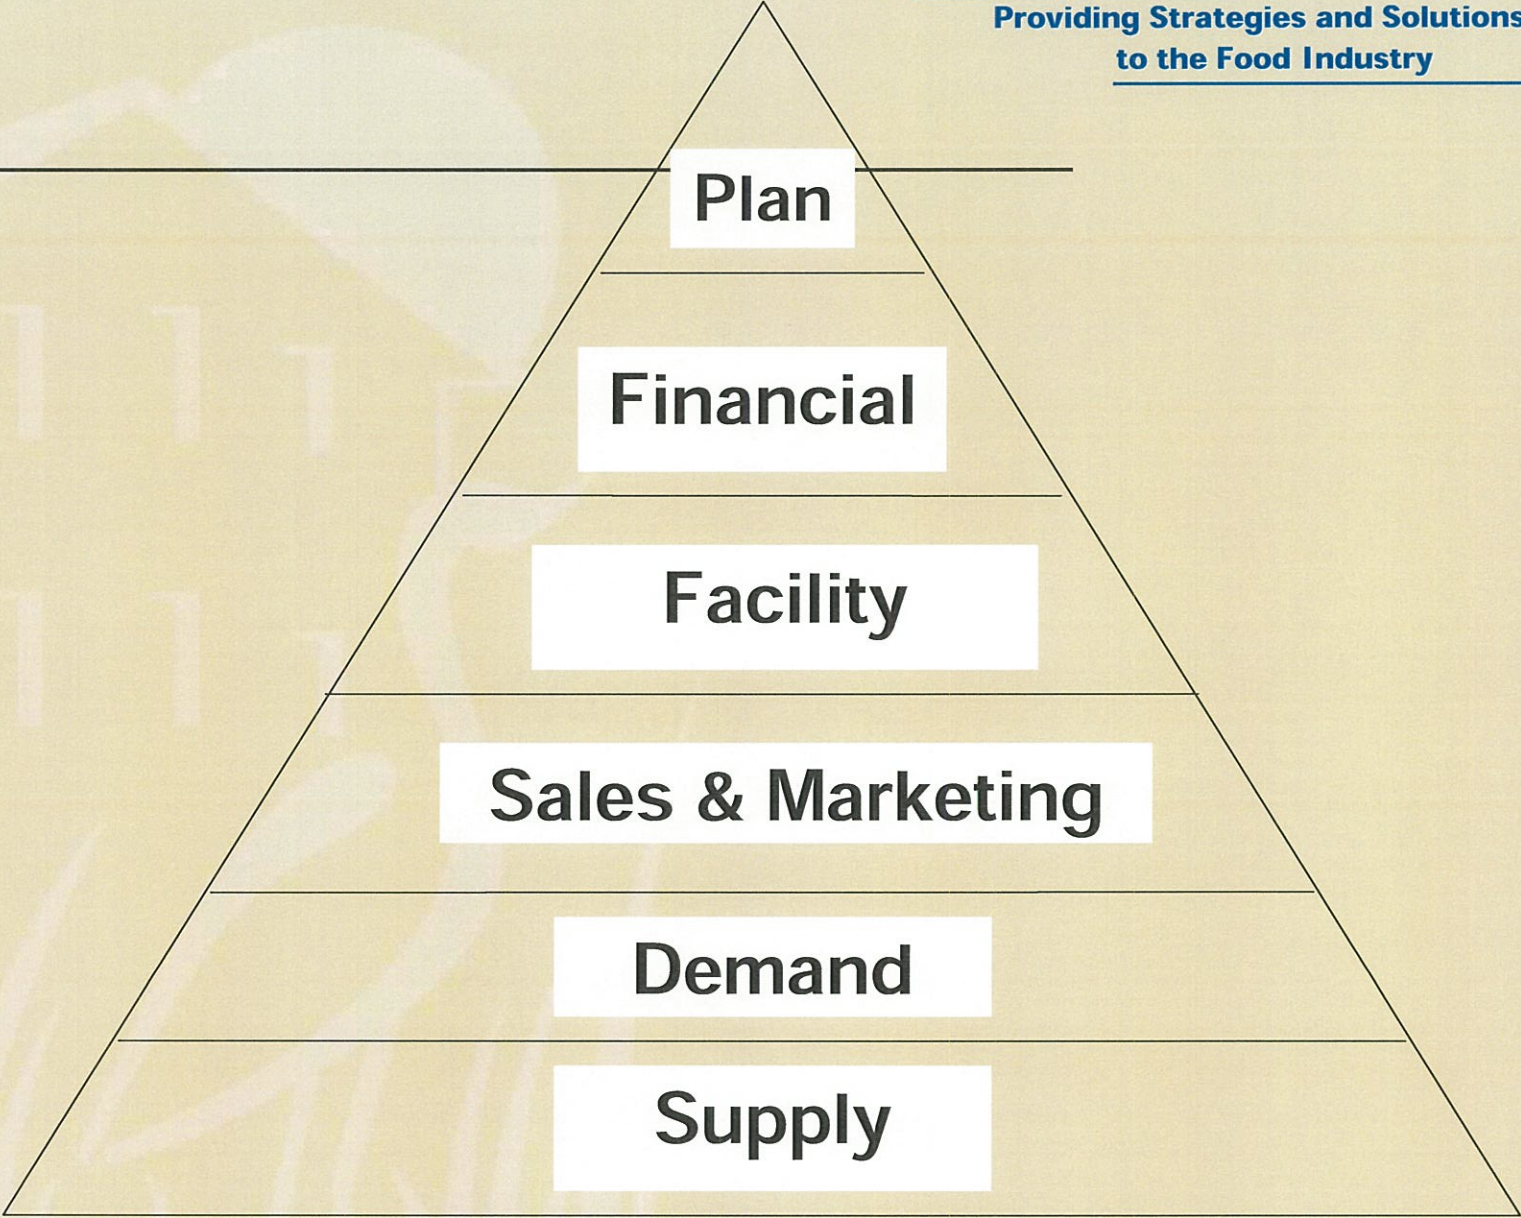 Providing Strategies and Solutions
to the Food Industry
Plan
Financial
Facility
Sales & Marketing
Demand
Supply